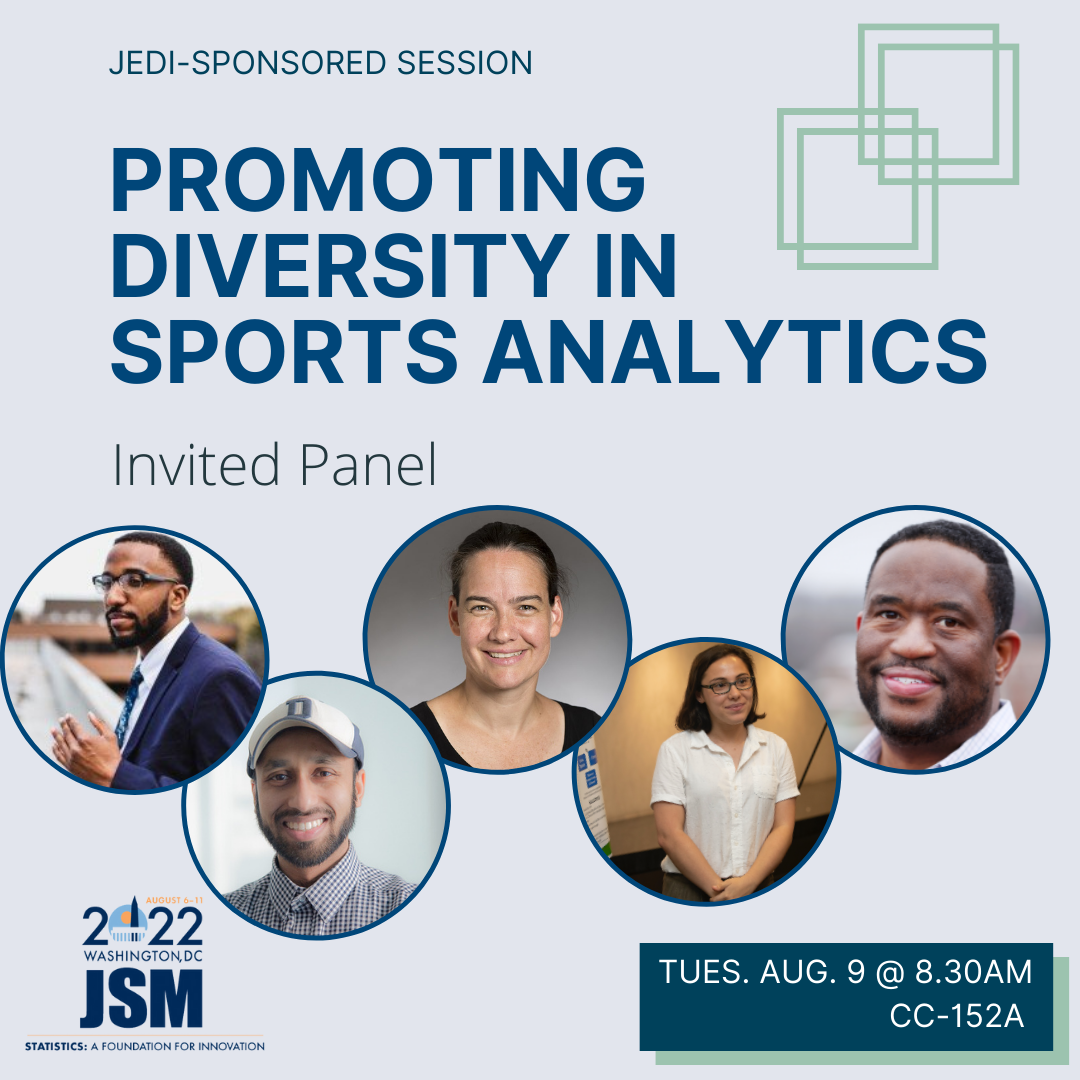 JEDI-SPONSORED SESSION
PROMOTING
DIVERSITY IN
SPORTS ANALYTICS
Invited Panel
AUGUST 6–11
2022
WASHINGTON, DC
JSM
STATISTICS: A FOUNDATION FOR INNOVATION
TUES. AUG. 9 @ 8.30AM
CC-152A